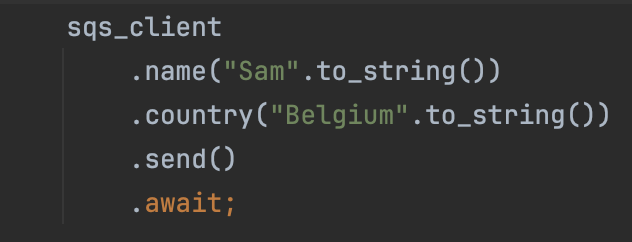 sqs_client
.name("Sam".to_string())
.country("Belgium".to_string())
.send()
.await;